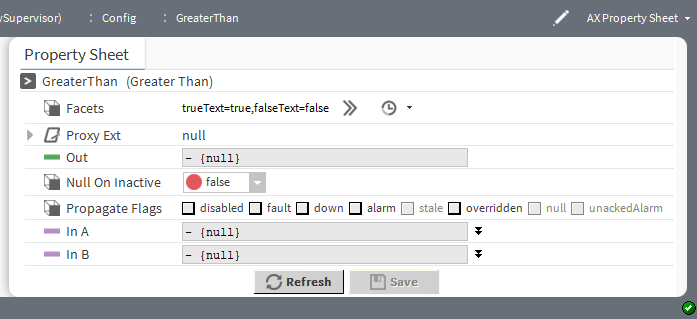 ySupervisor) : Config : GreaterThan AX Property Sheet
Property Sheet
GreaterThan (Greater Than)
Facets trueText=true,falseText=false
Proxy Ext null
Out - {null}
Null On Inactive false
Propagate Flags disabled fault down alarm stale overridden null unackedAlarm
In A - {null}
In B - {null}
Refresh Save